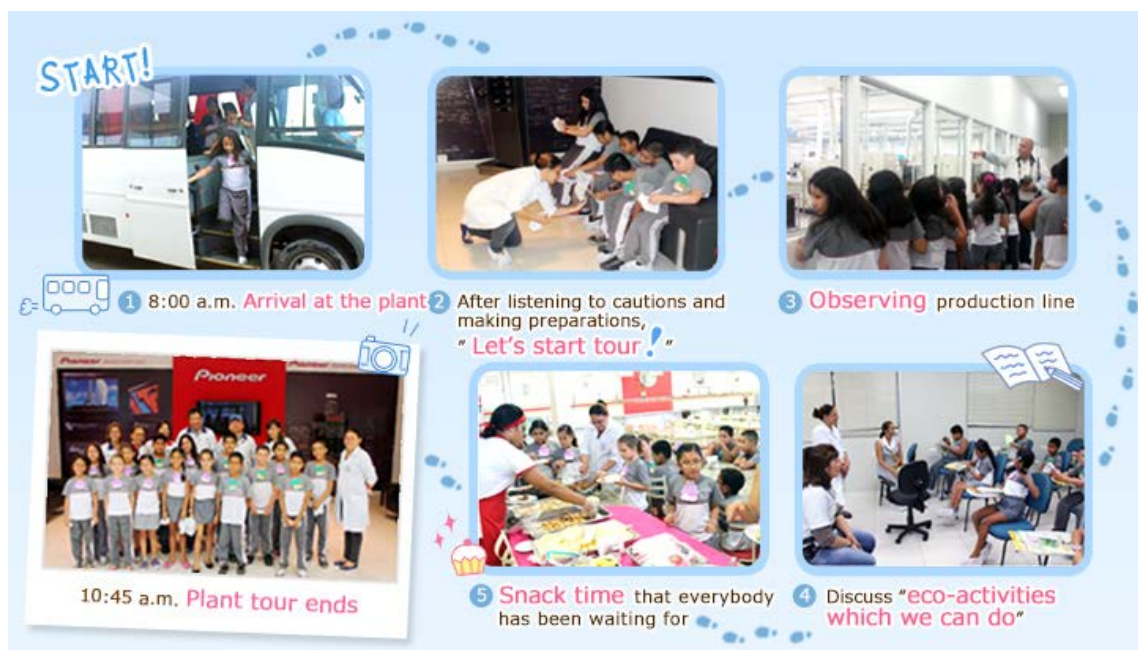 START!
1 8:00 a.m. Arrival at the plant
2 After listening to cautions and
making preparations,
" Let's start tour! "
3 Observing production line
4 Discuss "eco-activities
which we can do"
5 Snack time that everybody
has been waiting for
Pioneer
Pioneer
10:45 a.m. Plant tour ends